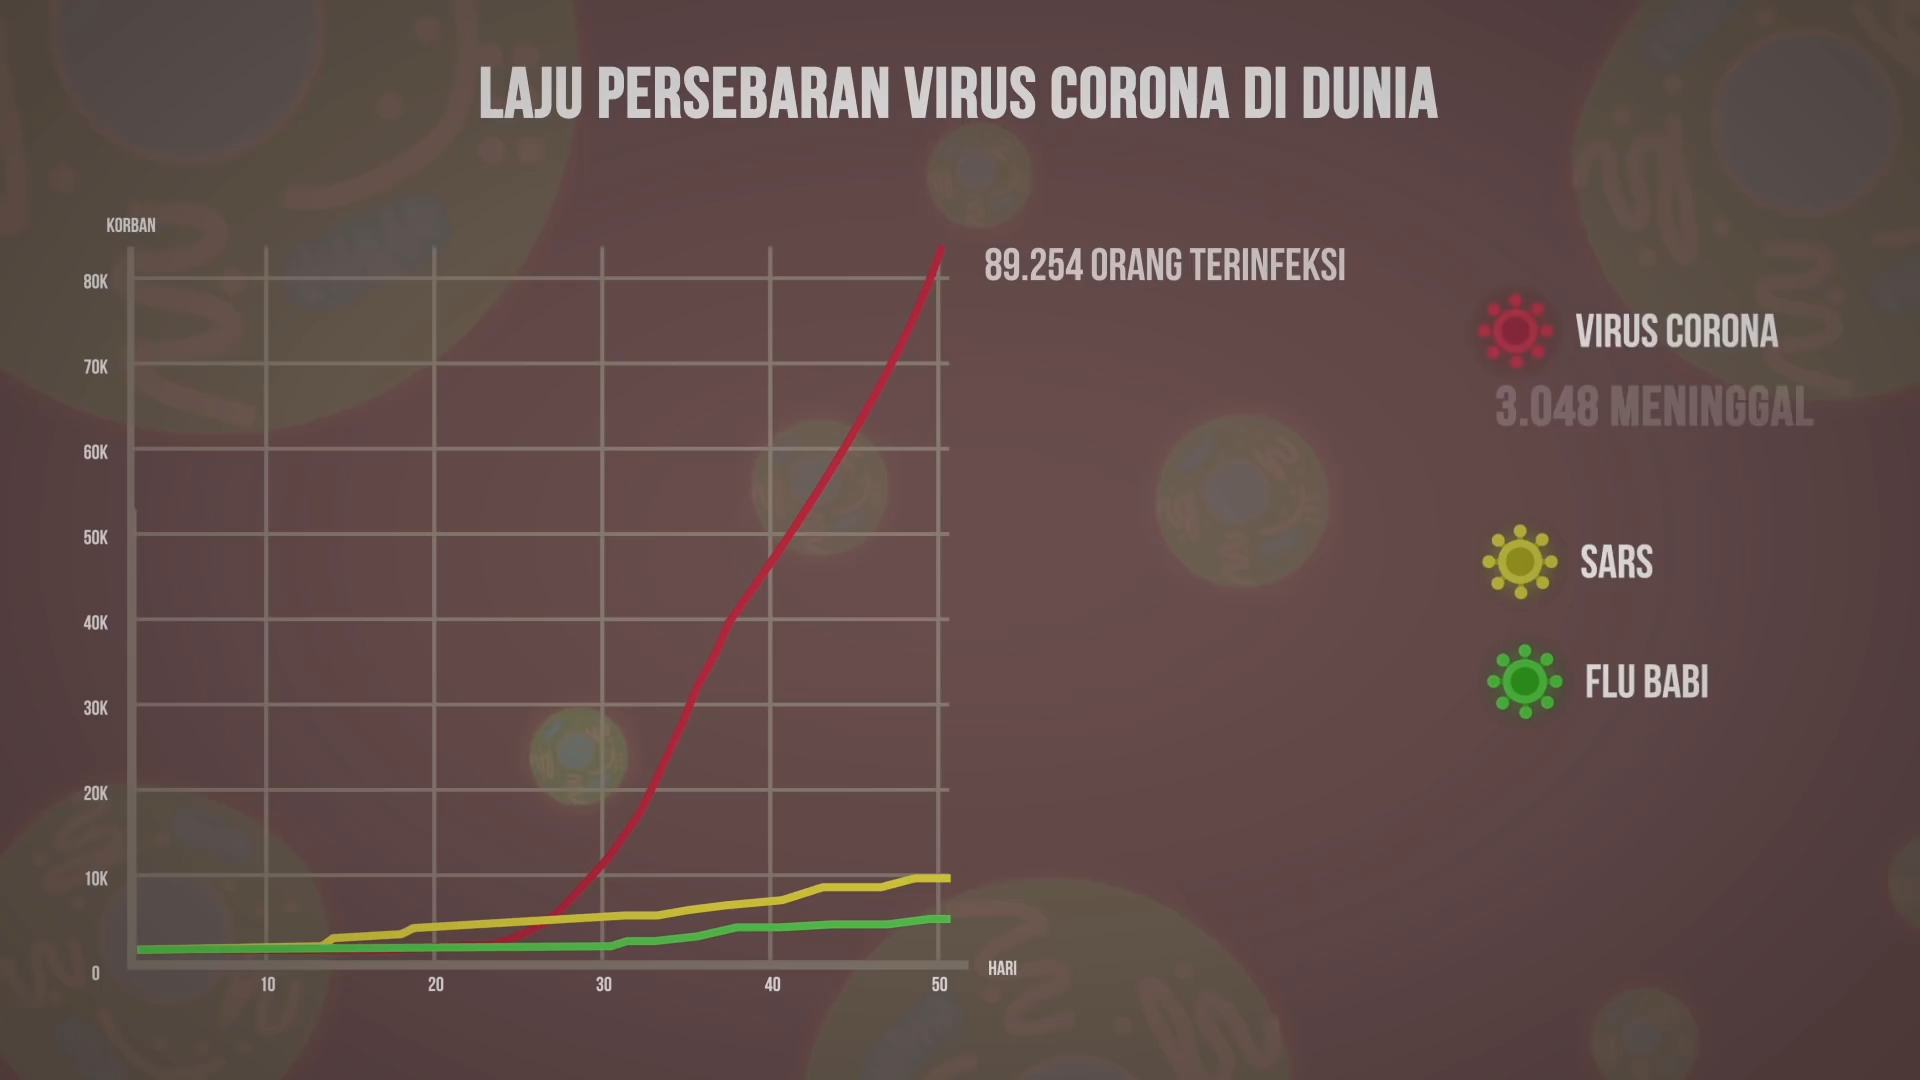 LAJU PERSEBARAN VIRUS CORONA DI DUNIA
KORBAN
80K
70K
60K
50K
40K
30K
20K
10K
0
10 20 30 40 50
HARI
89.254 ORANG TERINFEKSI
VIRUS CORONA
3.048 MENINGGAL
SARS
FLU BABI